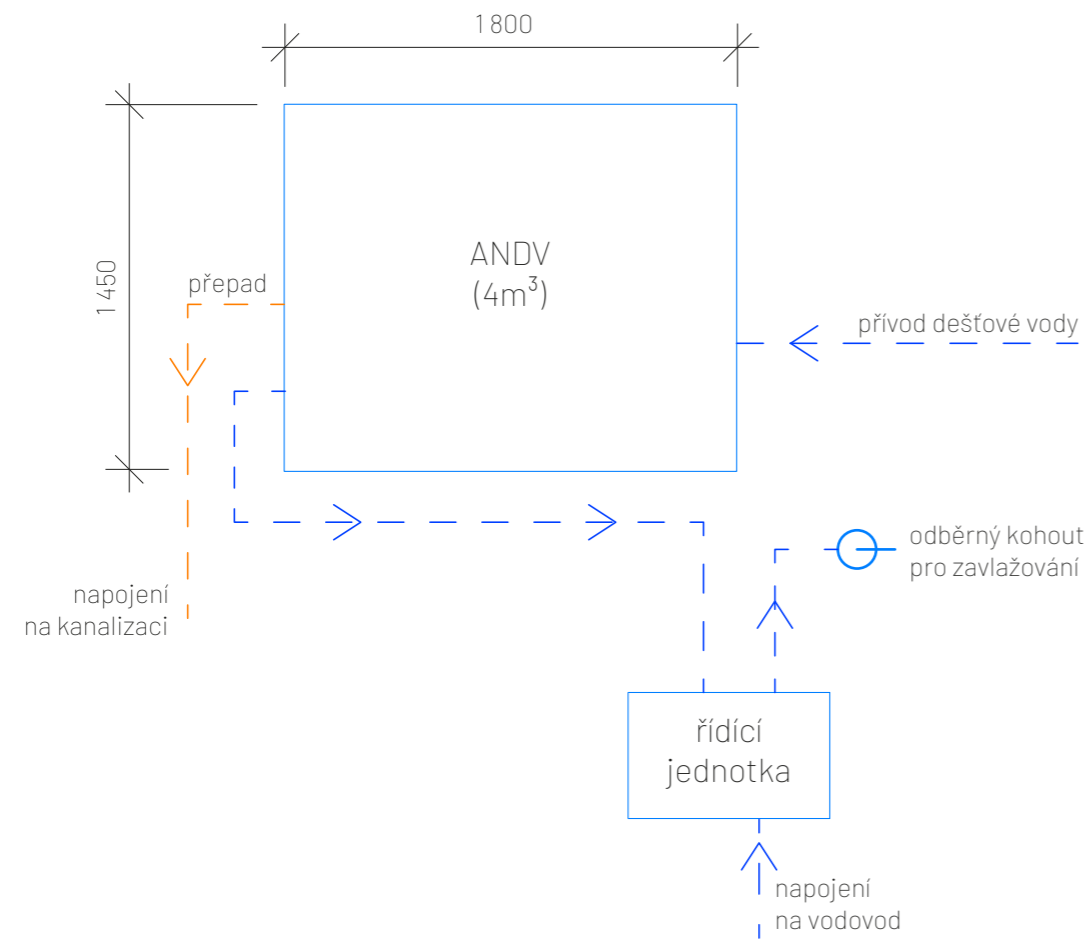 1800
1450
ANDV
(4m³)
přepad
přívod dešťové vody
napojení
na kanalizaci
odběrný kohout
pro zavlažování
řídící
jednotka
napojení
na vodovod